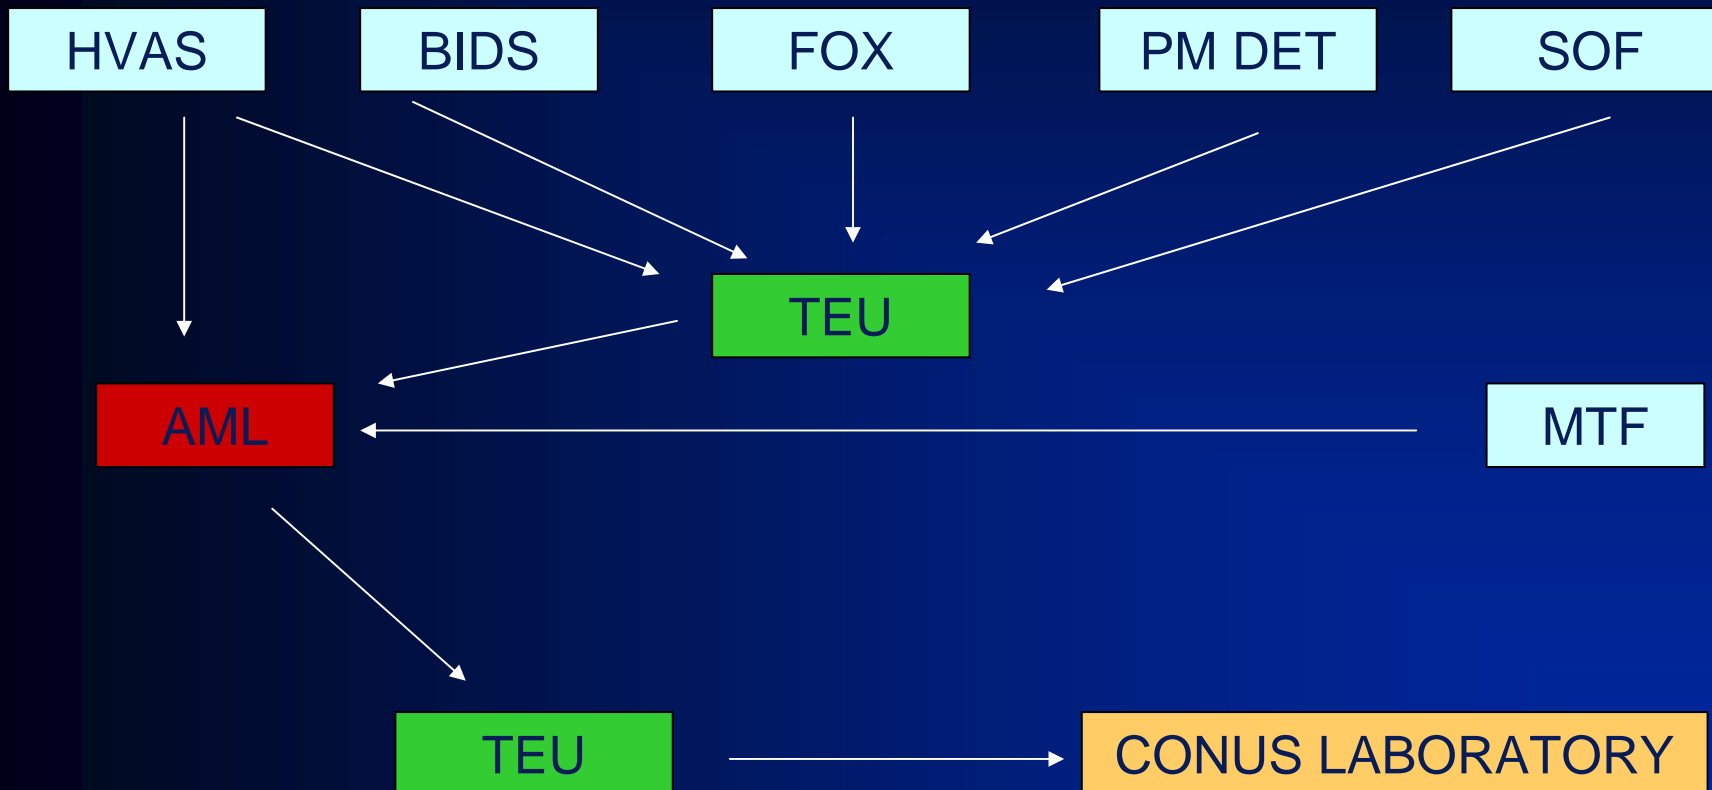 HVAS
BIDS
FOX
PM DET
SOF
TEU
AML
MTF
TEU
CONUS LABORATORY